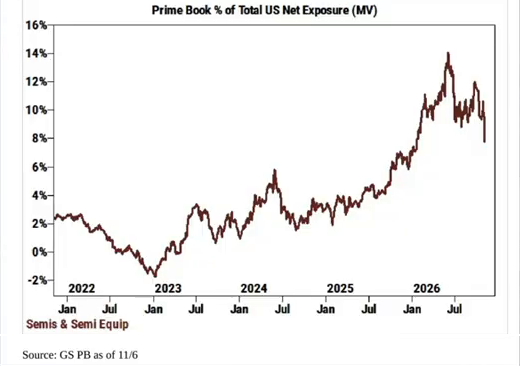 Prime Book % of Total US Net Exposure (MV)
16%
14%
12%
10%
8%
6%
4%
2%
0%
-2%
2022 2023 2024 2025 2026
Jan Jul Jan Jul Jan Jul Jan Jul Jan Jul
Semis & Semi Equip
Source: GS PB as of 11/6